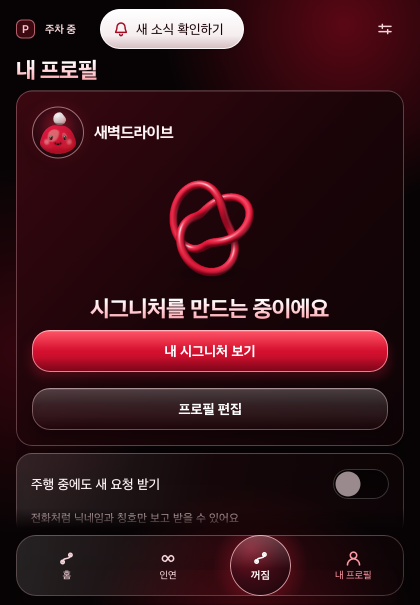 P 주차 중
새 소식 확인하기
내 프로필
새벽드라이브
시그니처를 만드는 중이에요
내 시그니처 보기
프로필 편집
주행 중에도 새 요청 받기
전화처럼 닉네임과 칭호만 보고 받을 수 있어요
홈
인연
꺼짐
내 프로필